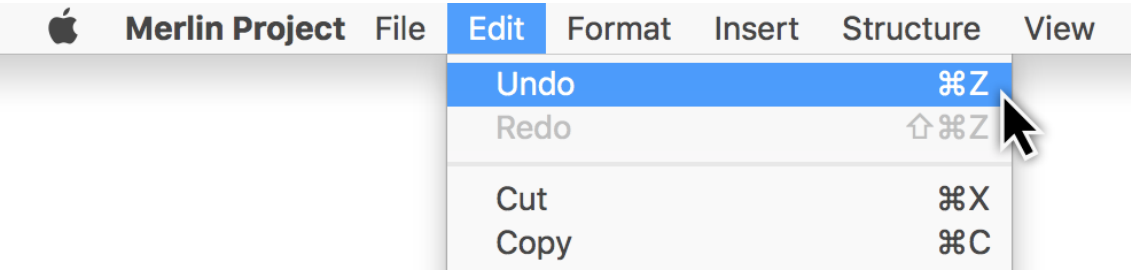 Merlin Project File Edit Format Insert Structure View
Undo ⌘Z
Redo ⇧⌘Z
Cut ⌘X
Copy ⌘C